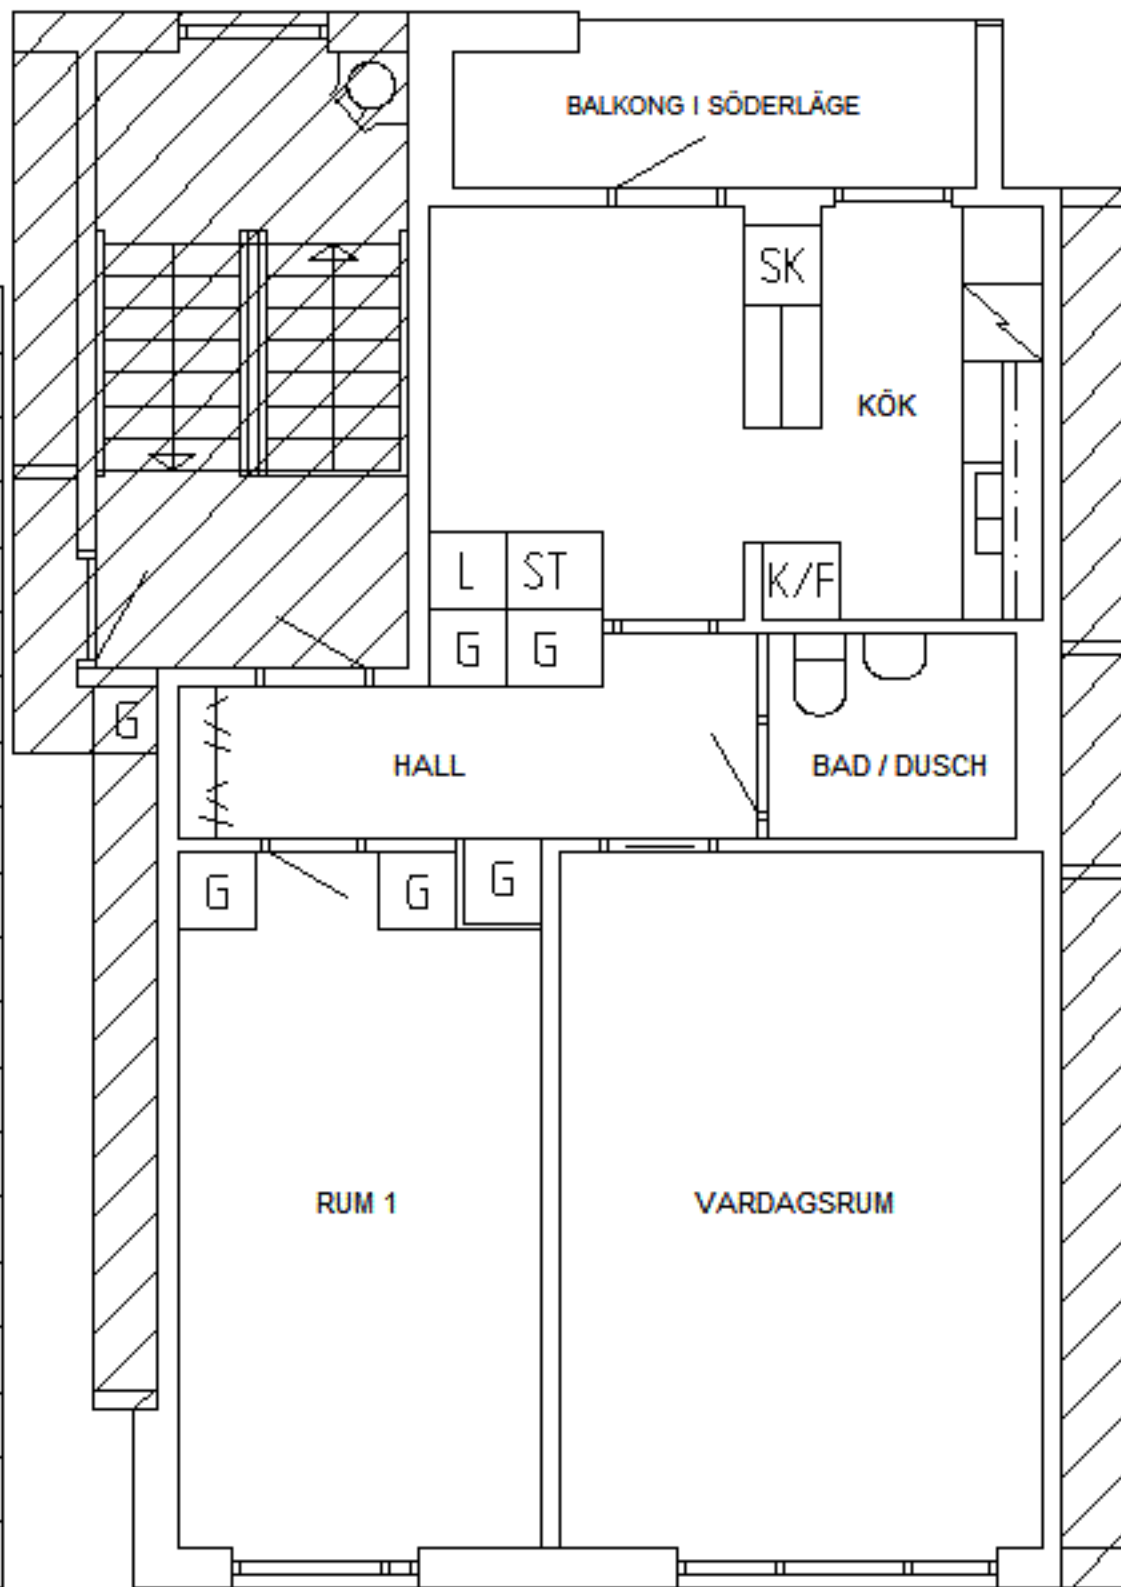 BALKONG I SÖDERLÄGE
SK
KÖK
L ST
K/F
G G
G
HALL
BAD / DUSCH
G G G
RUM 1
VARDAGSRUM